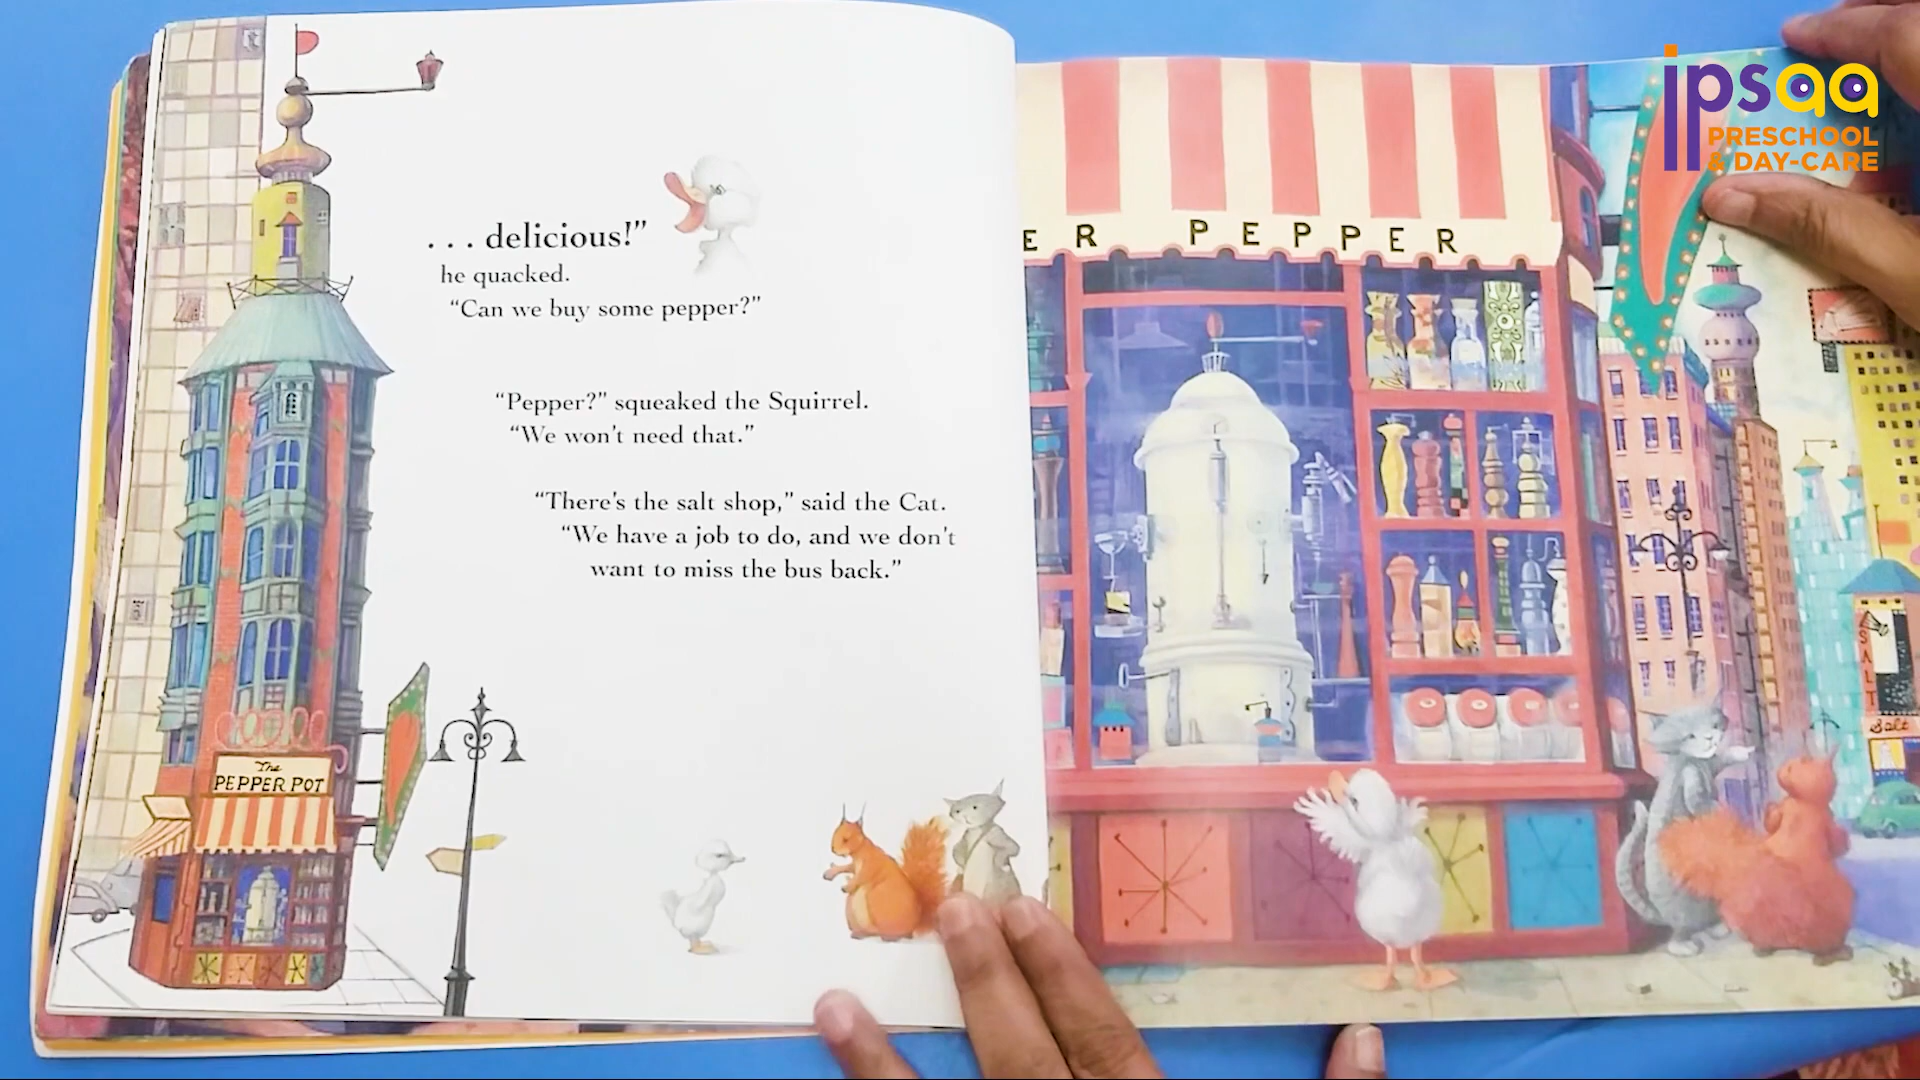 . . . delicious!”
he quacked.
“Can we buy some pepper?”
“Pepper?” squeaked the Squirrel.
“We won’t need that.”
“There’s the salt shop,” said the Cat.
“We have a job to do, and we don’t
want to miss the bus back.”
The
PEPPER POT
ER PEPPER
SALT
Salt
ipsaa
PRESCHOOL
& DAY-CARE